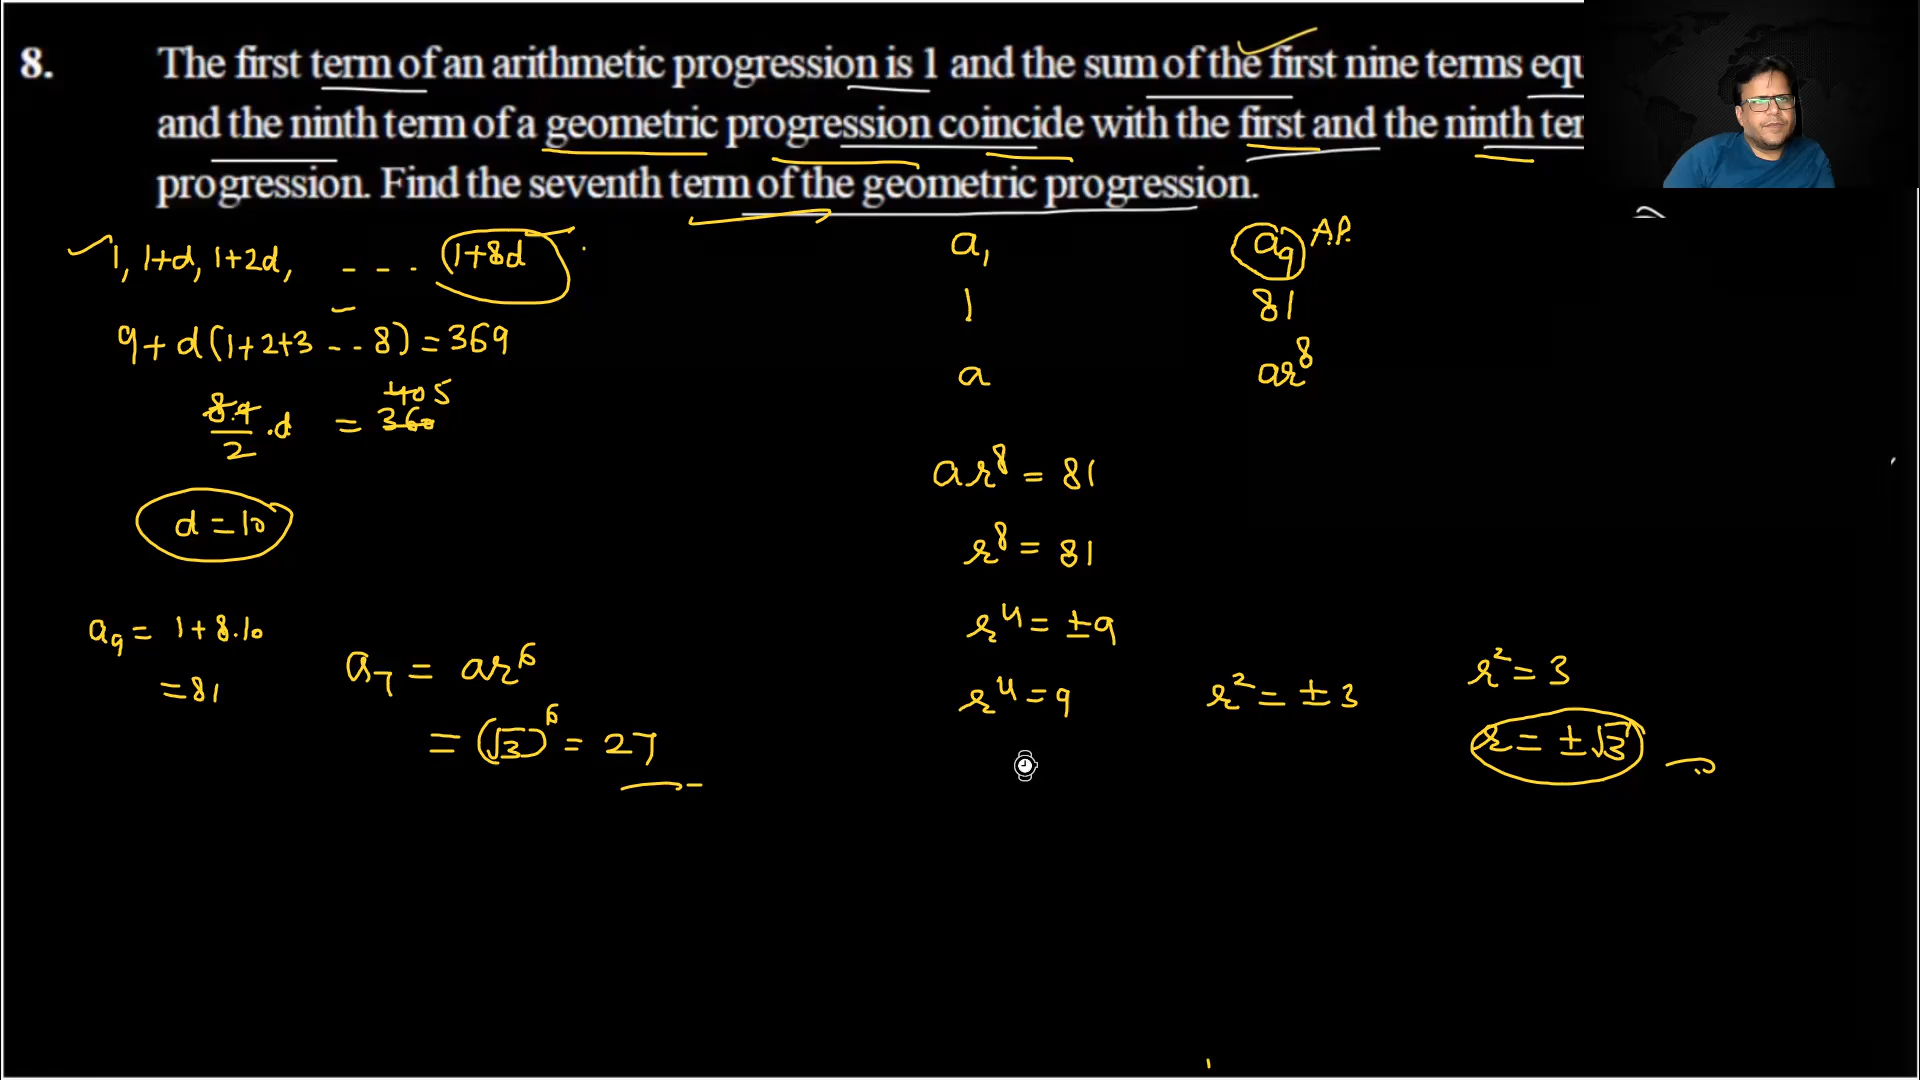 8. The first term of an arithmetic progression is 1 and the sum of the first nine terms equ
and the ninth term of a geometric progression coincide with the first and the ninth ter
progression. Find the seventh term of the geometric progression.
1, 1+d, 1+2d, - - - . 1+8d
9+d(1+2+3 - - 8) = 369
8.9/2 .d = 360
40 5
d = 10
a₉ = 1+8.10
= 81
a₇ = ar⁶
= (√3)⁶ = 27
a₁ a₉ A.P.
1 81
a ar⁸
ar⁸ = 81
r⁸ = 81
r⁴ = ±9
r⁴ = 9 r² = ±3 r² = 3
r = ±√3